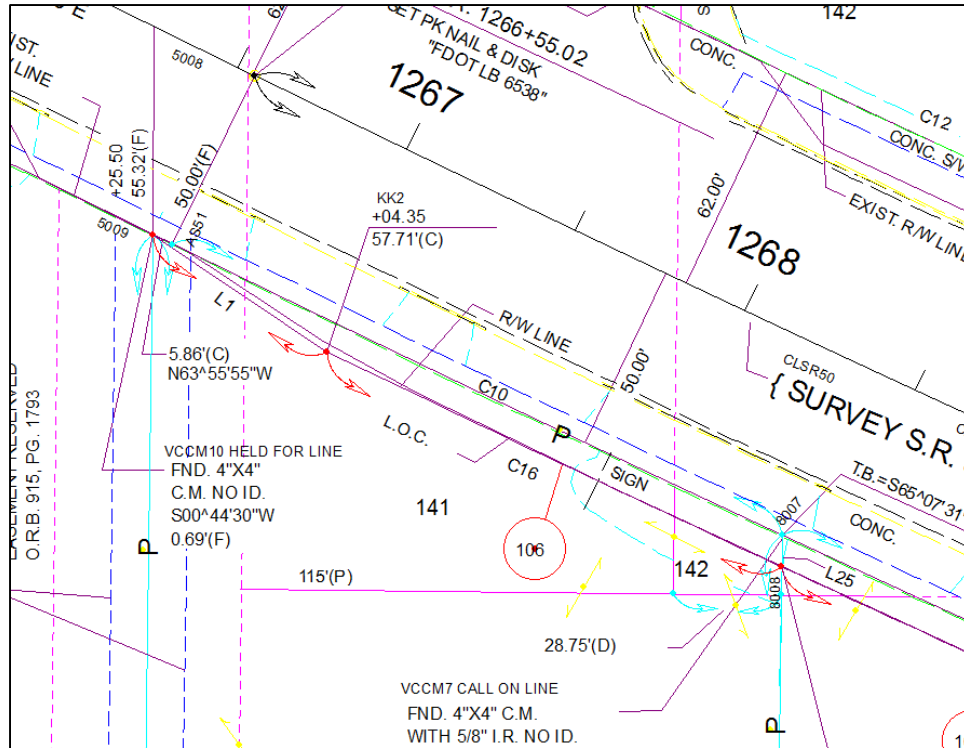 142
CONC.
C12
CONC. S/W
EXIST. R/W LINE
1266+55.02
SET PK NAIL & DISK
"FDOT LB 6538"
1267
62.00'
1268
5008
LINE
+25.50
55.32'(F)
50.00'(F)
AS51
5009
KK2
+04.35
57.71'(C)
L1
R/W LINE
C10
50.00'
CLSR50
{ SURVEY S.R.
5.86'(C)
N63^55'55"W
L.O.C.
C16
P
SIGN
8007
T.B.=S65^07'31
CONC.
EASEMENT RESERVED
O.R.B. 915, PG. 1793
VCCM10 HELD FOR LINE
FND. 4"X4"
C.M. NO ID.
S00^44'30"W
0.69'(F)
P
141
106
142
L25
8008
115'(P)
28.75'(D)
VCCM7 CALL ON LINE
FND. 4"X4" C.M.
WITH 5/8" I.R. NO ID.
P